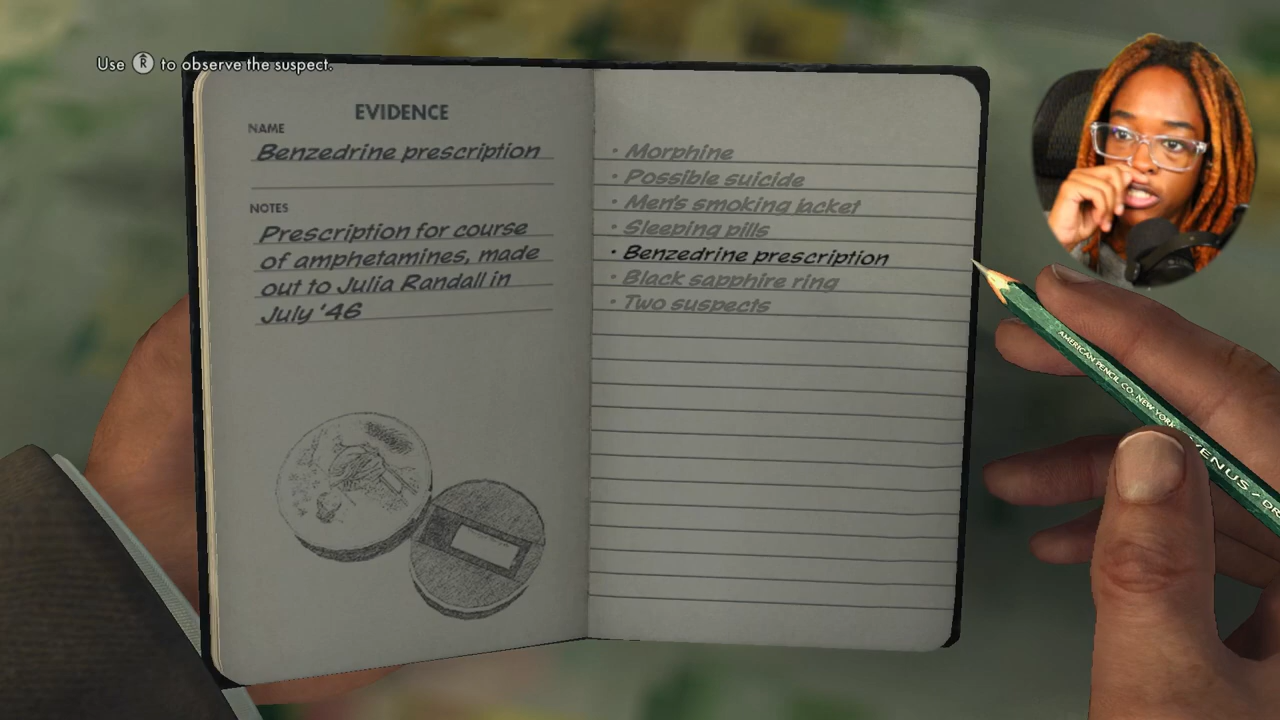 Use R to observe the suspect.
EVIDENCE
NAME
Benzedrine prescription
NOTES
Prescription for course
of amphetamines, made
out to Julia Randall in
July '46
· Morphine
· Possible suicide
· Men's smoking jacket
· Sleeping pills
· Benzedrine prescription
· Black sapphire ring
· Two suspects
AMERICAN PENCIL CO. NEW YORK
VENUS / DR